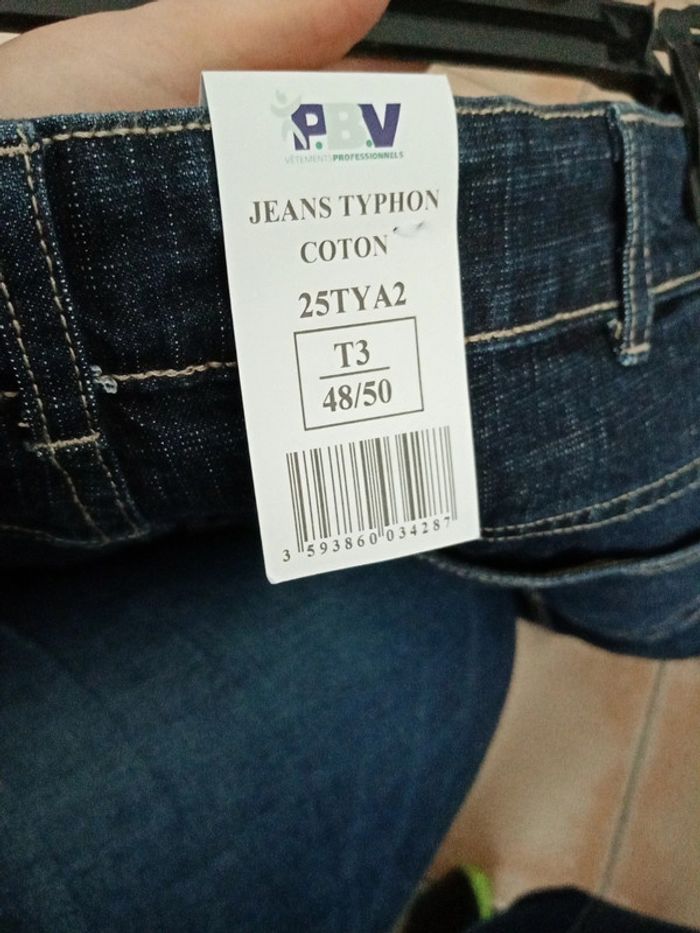 P.B.V
VÊTEMENTS PROFESSIONNELS
JEANS TYPHON
COTON
25TYA2
T3
48/50
3 593860 034287